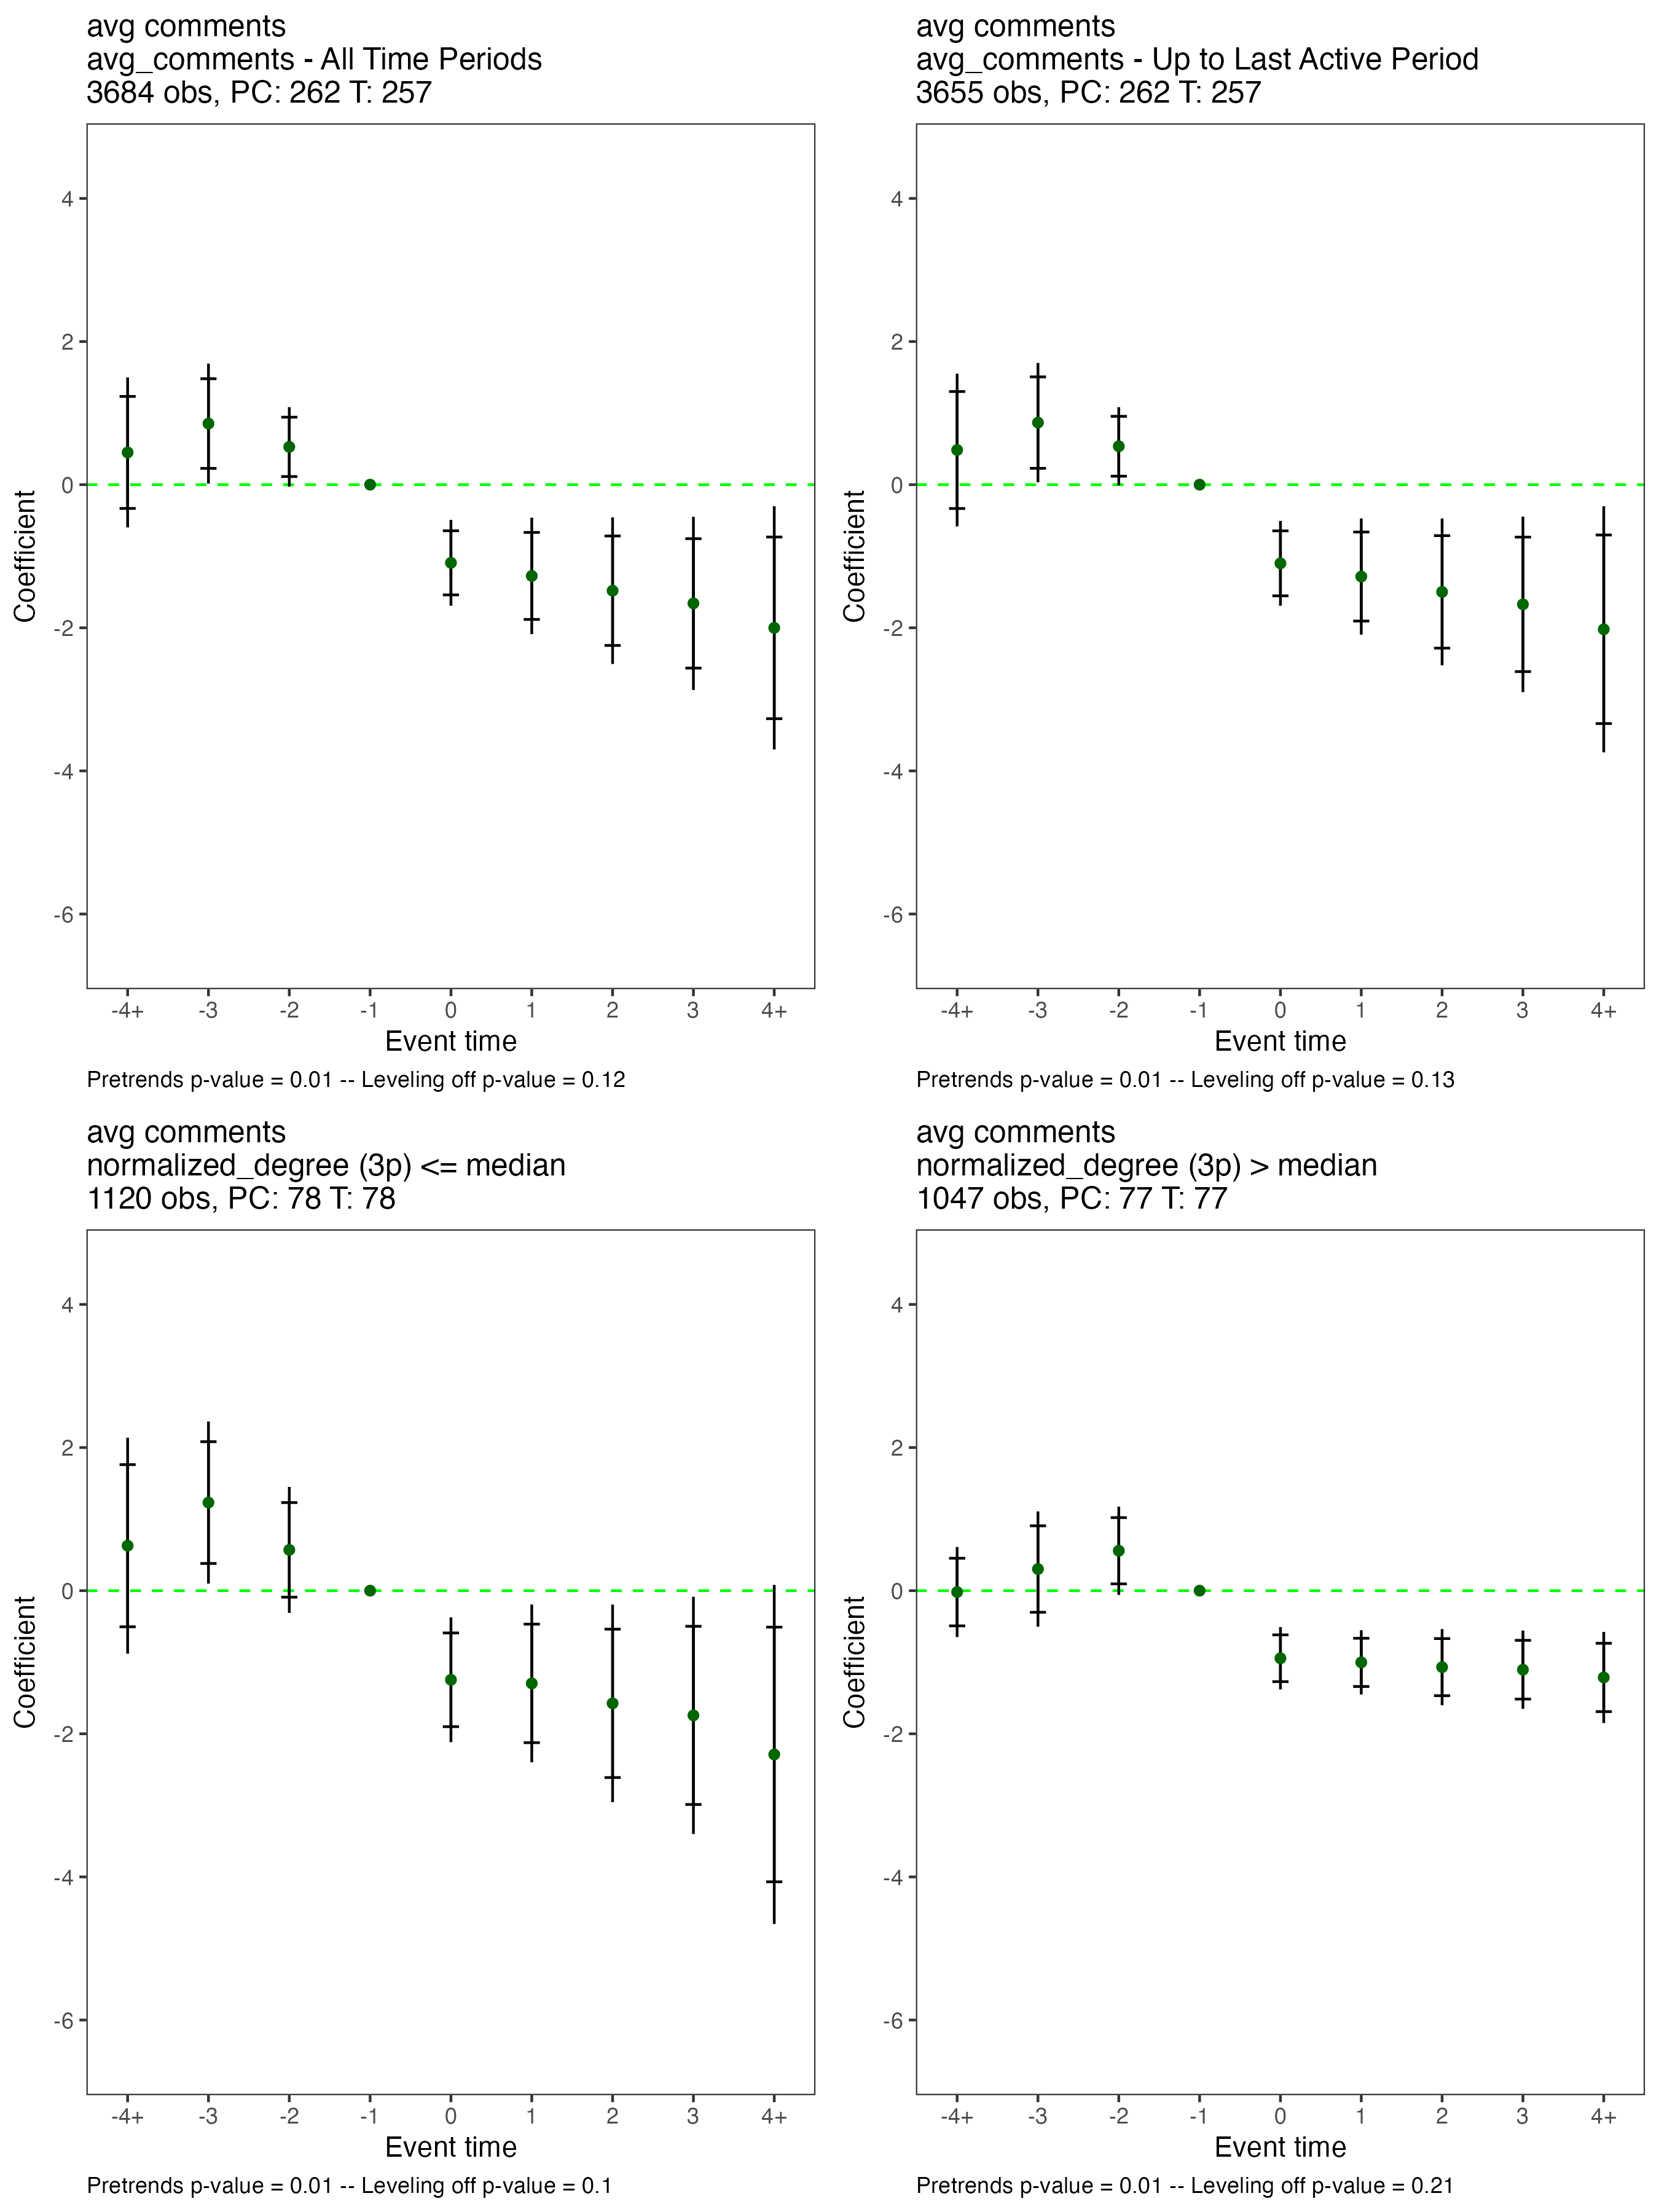 avg comments
avg_comments - All Time Periods
3684 obs, PC: 262 T: 257
4
2
0
-2
-4
-6
Coefficient
-4+ -3 -2 -1 0 1 2 3 4+
Event time
Pretrends p-value = 0.01 -- Leveling off p-value = 0.12
avg comments
avg_comments - Up to Last Active Period
3655 obs, PC: 262 T: 257
4
2
0
-2
-4
-6
Coefficient
-4+ -3 -2 -1 0 1 2 3 4+
Event time
Pretrends p-value = 0.01 -- Leveling off p-value = 0.13
avg comments
normalized_degree (3p) <= median
1120 obs, PC: 78 T: 78
4
2
0
-2
-4
-6
Coefficient
-4+ -3 -2 -1 0 1 2 3 4+
Event time
Pretrends p-value = 0.01 -- Leveling off p-value = 0.1
avg comments
normalized_degree (3p) > median
1047 obs, PC: 77 T: 77
4
2
0
-2
-4
-6
Coefficient
-4+ -3 -2 -1 0 1 2 3 4+
Event time
Pretrends p-value = 0.01 -- Leveling off p-value = 0.21